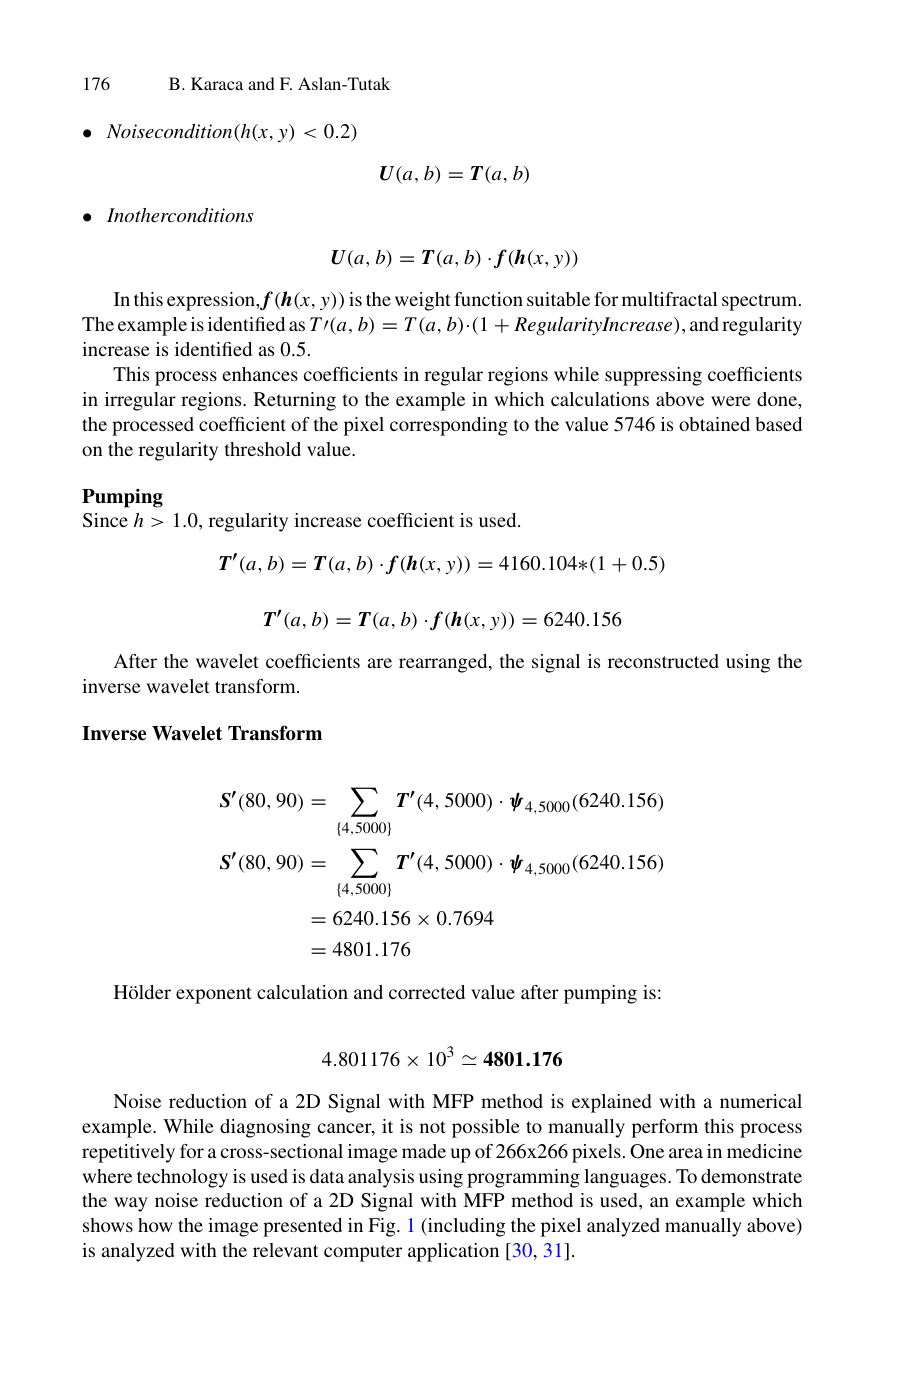 176 B. Karaca and F. Aslan-Tutak
• Noisecondition(h(x, y) < 0.2)
U(a, b) = T(a, b)
• Inotherconditions
U(a, b) = T(a, b) · f(h(x, y))
In this expression, f(h(x, y)) is the weight function suitable for multifractal spectrum.
The example is identified as T′(a, b) = T(a, b)·(1 + RegularityIncrease), and regularity
increase is identified as 0.5.
This process enhances coefficients in regular regions while suppressing coefficients
in irregular regions. Returning to the example in which calculations above were done,
the processed coefficient of the pixel corresponding to the value 5746 is obtained based
on the regularity threshold value.
Pumping
Since h > 1.0, regularity increase coefficient is used.
T′(a, b) = T(a, b) · f(h(x, y)) = 4160.104∗(1 + 0.5)
T′(a, b) = T(a, b) · f(h(x, y)) = 6240.156
After the wavelet coefficients are rearranged, the signal is reconstructed using the
inverse wavelet transform.
Inverse Wavelet Transform
S′(80, 90) = ∑ T′(4, 5000) · ψ4,5000(6240.156)
{4,5000}
S′(80, 90) = ∑ T′(4, 5000) · ψ4,5000(6240.156)
{4,5000}
= 6240.156 × 0.7694
= 4801.176
Hölder exponent calculation and corrected value after pumping is:
4.801176 × 10³ ≃ 4801.176
Noise reduction of a 2D Signal with MFP method is explained with a numerical
example. While diagnosing cancer, it is not possible to manually perform this process
repetitively for a cross-sectional image made up of 266x266 pixels. One area in medicine
where technology is used is data analysis using programming languages. To demonstrate
the way noise reduction of a 2D Signal with MFP method is used, an example which
shows how the image presented in Fig. 1 (including the pixel analyzed manually above)
is analyzed with the relevant computer application [30, 31].